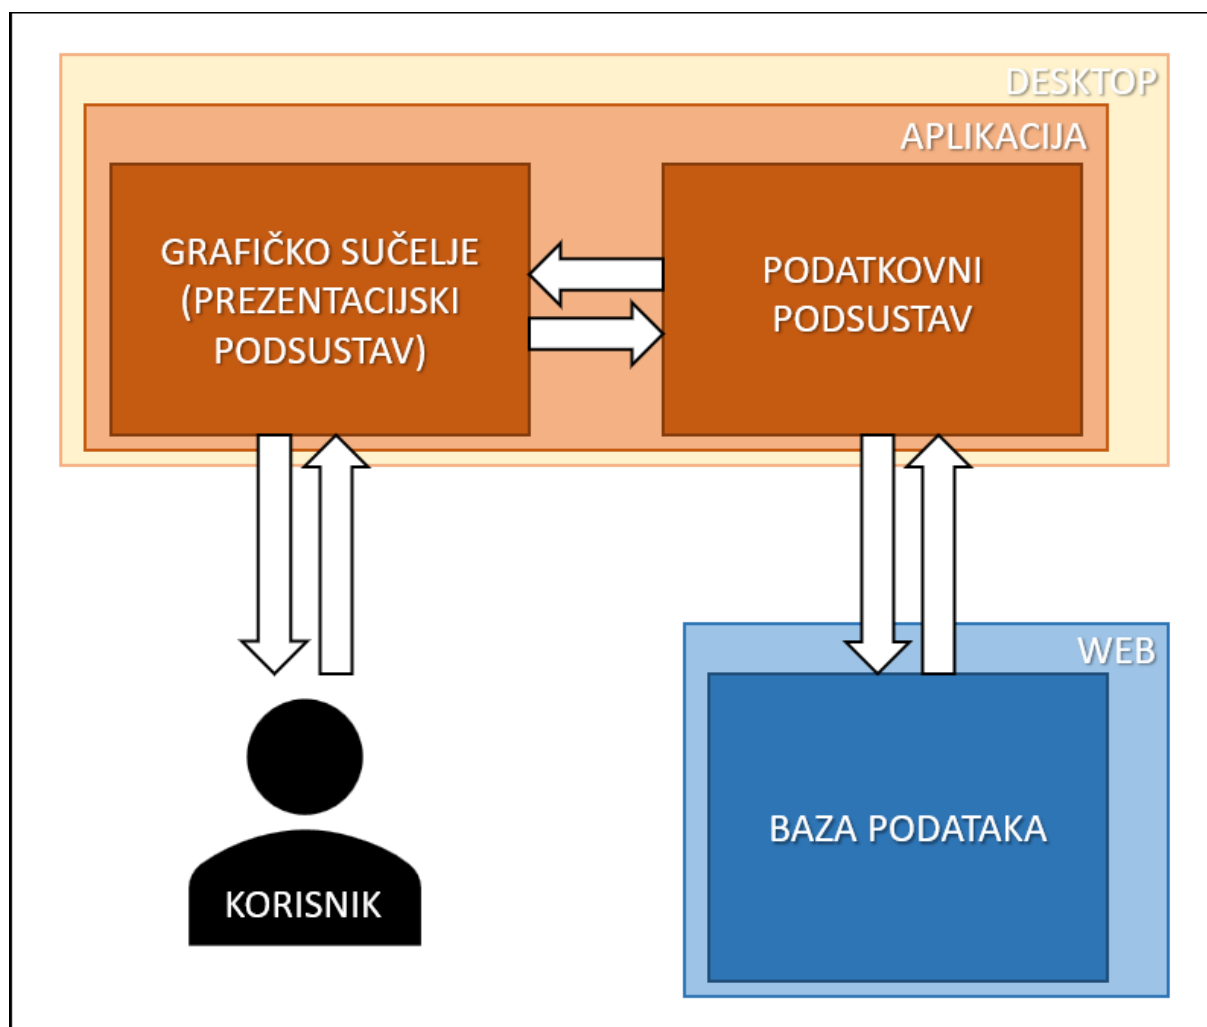 DESKTOP
APLIKACIJA
GRAFIČKO SUČELJE
(PREZENTACIJSKI
PODSUSTAV)
PODATKOVNI
PODSUSTAV
WEB
BAZA PODATAKA
KORISNIK